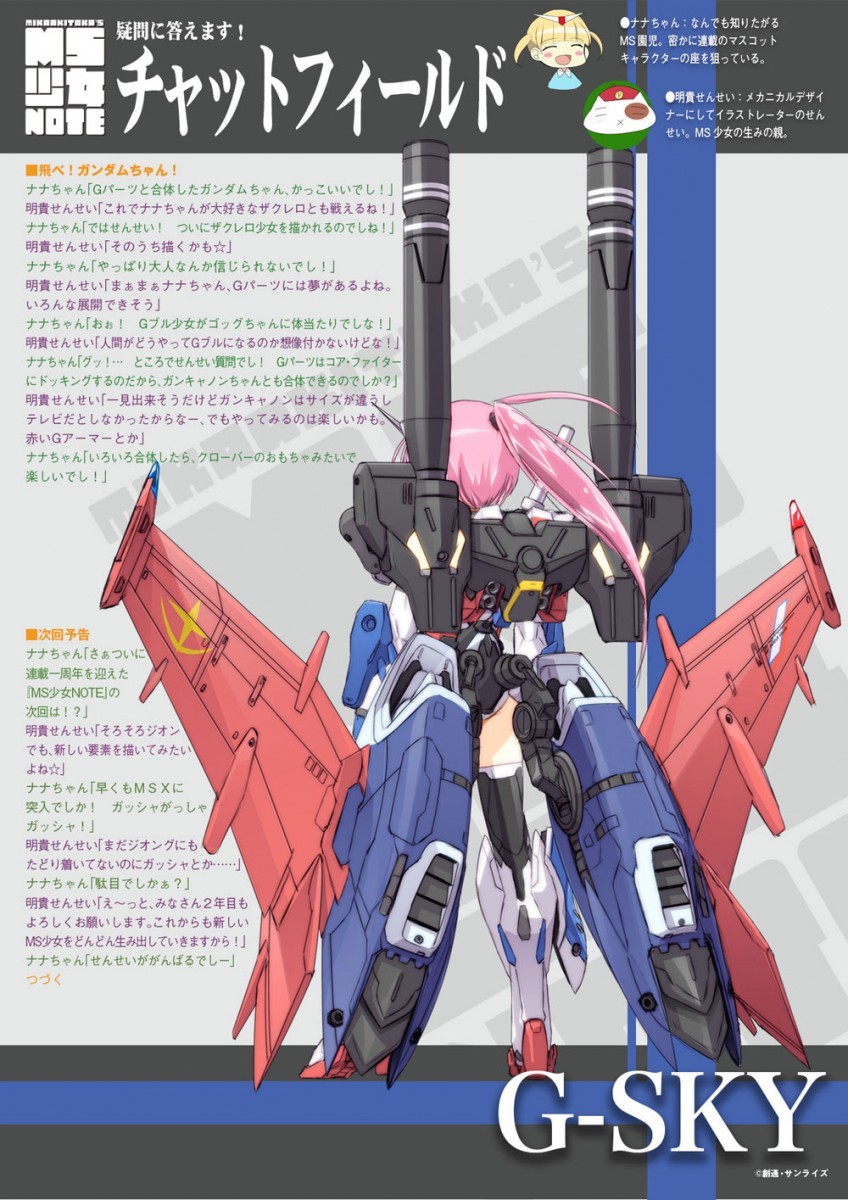 MIKAAKITAKA'S
MS少女NOTE
疑問に答えます！
チャットフィールド
●ナナちゃん：なんでも知りたがる
MS園児。密かに連載のマスコット
キャラクターの座を狙っている。
●明貴せんせい：メカニカルデザイ
ナーにしてイラストレーターのせん
せい。MS少女の生みの親。
■飛べ！ガンダムちゃん！
ナナちゃん「Gパーツと合体したガンダムちゃん、かっこいいでし！」
明貴せんせい「これでナナちゃんが大好きなザクレロとも戦えるね！」
ナナちゃん「ではせんせい！　ついにザクレロ少女を描かれるのでしね！」
明貴せんせい「そのうち描くかも☆」
ナナちゃん「やっぱり大人なんか信じられないでし！」
明貴せんせい「まぁまぁナナちゃん、Gパーツには夢があるよね。
いろんな展開できそう」
ナナちゃん「おぉ！　Gブル少女がゴッグちゃんに体当たりでしな！」
明貴せんせい「人間がどうやってGブルになるのか想像付かないけどな！」
ナナちゃん「グッ！…　ところでせんせい質問でし！　Gパーツはコア・ファイター
にドッキングするのだから、ガンキャノンちゃんとも合体できるのでしか？」
明貴せんせい「一見出来そうだけどガンキャノンはサイズが違うし
テレビだとしなかったからなー、でもやってみるのは楽しいかも。
赤いGアーマーとか」
ナナちゃん「いろいろ合体したら、クローバーのおもちゃみたいで
楽しいでし！」
■次回予告
ナナちゃん「さぁついに
連載一周年を迎えた
『MS少女NOTE』の
次回は！？」
明貴せんせい「そろそろジオン
でも、新しい要素を描いてみたい
よね☆」
ナナちゃん「早くもＭＳＸに
突入でしか！　ガッシャがっしゃ
ガッシャ！」
明貴せんせい「まだジオングにも
たどり着いてないのにガッシャとか……」
ナナちゃん「駄目でしかぁ？」
明貴せんせい「え〜っと、みなさん２年目も
よろしくお願いします。これからも新しい
MS少女をどんどん生み出していきますから！」
ナナちゃん「せんせいががんばるでしー」
つづく
G-SKY
©創通・サンライズ